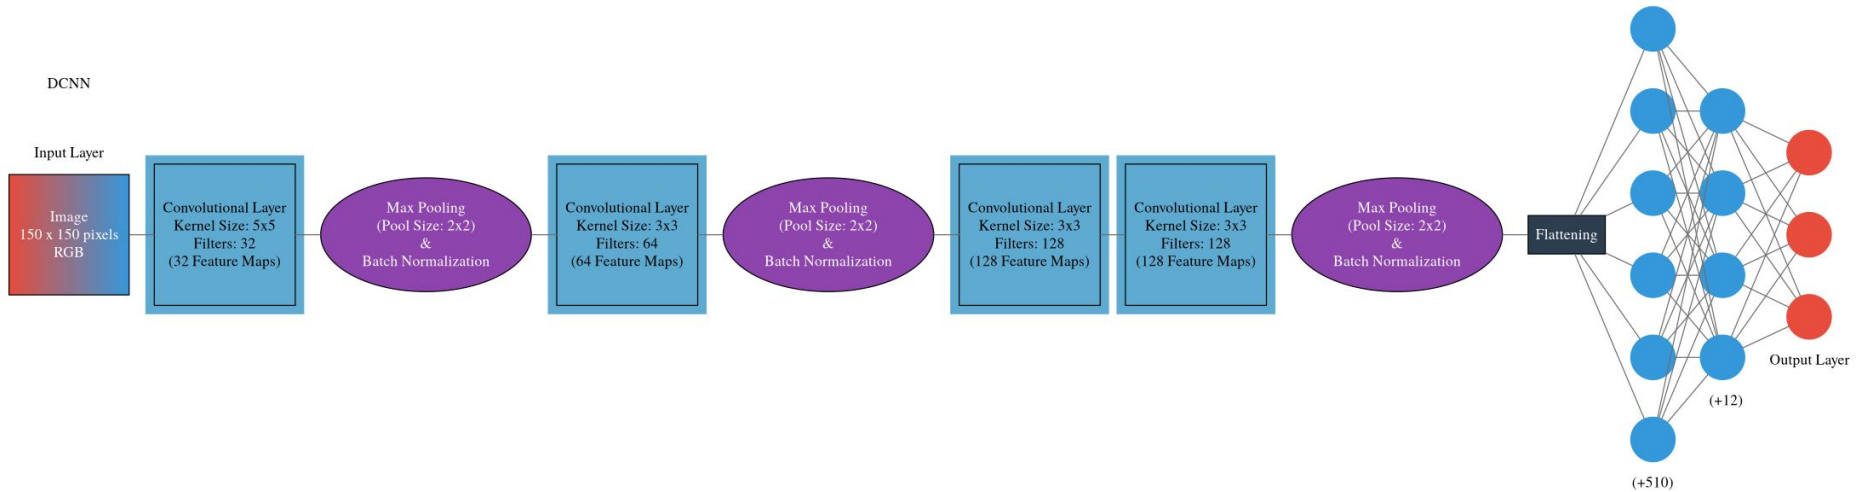 DCNN
Input Layer
Image
150 x 150 pixels
RGB
Convolutional Layer
Kernel Size: 5x5
Filters: 32
(32 Feature Maps)
Max Pooling
(Pool Size: 2x2)
&
Batch Normalization
Convolutional Layer
Kernel Size: 3x3
Filters: 64
(64 Feature Maps)
Max Pooling
(Pool Size: 2x2)
&
Batch Normalization
Convolutional Layer
Kernel Size: 3x3
Filters: 128
(128 Feature Maps)
Convolutional Layer
Kernel Size: 3x3
Filters: 128
(128 Feature Maps)
Max Pooling
(Pool Size: 2x2)
&
Batch Normalization
Flattening
(+510)
(+12)
Output Layer